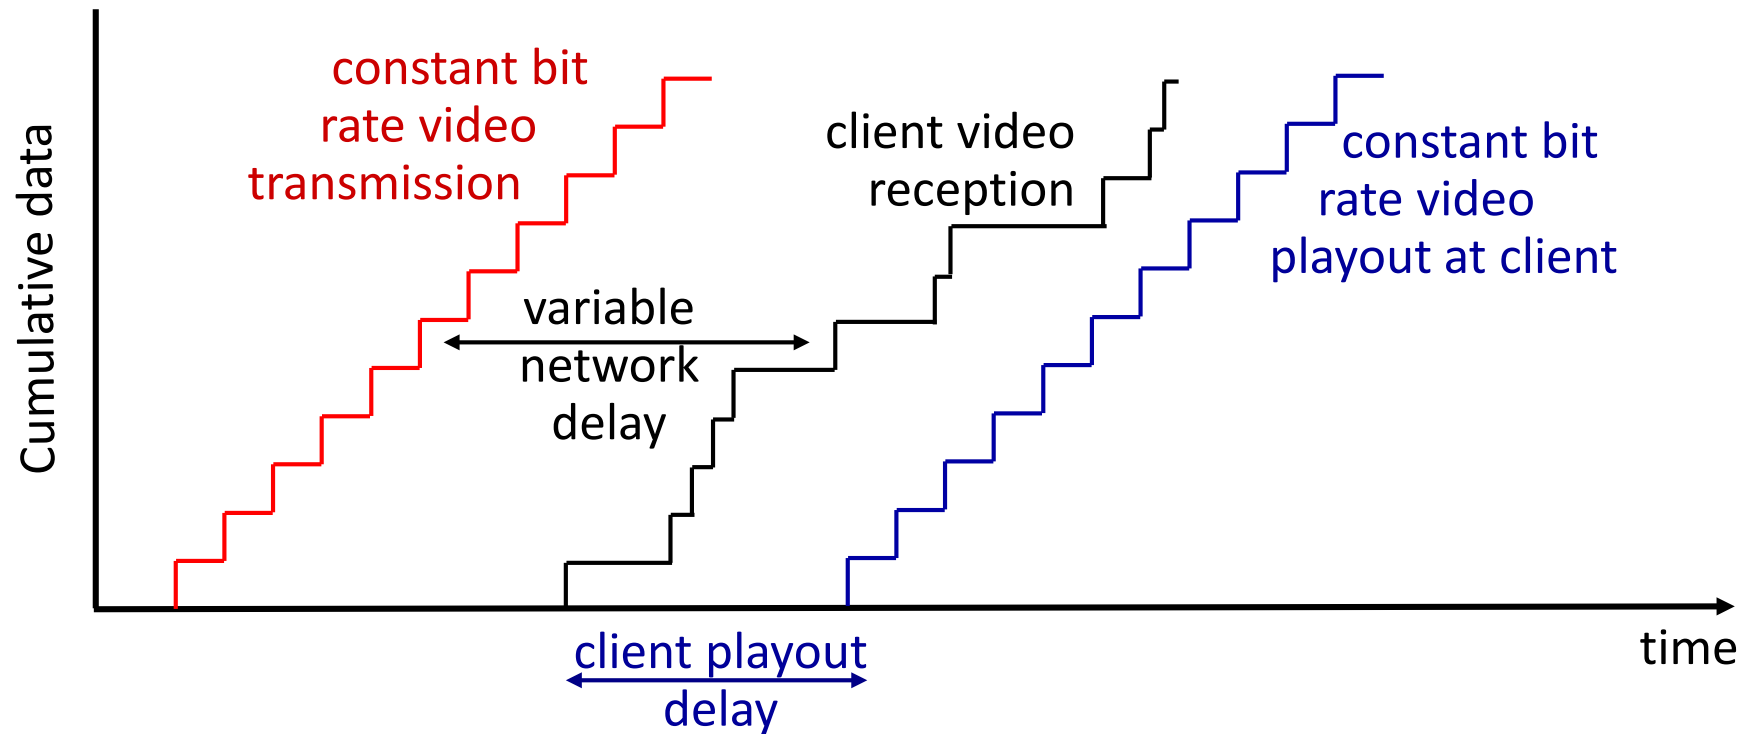 constant bit
rate video
transmission
client video
reception
constant bit
rate video
playout at client
Cumulative data
variable
network
delay
client playout
delay
time